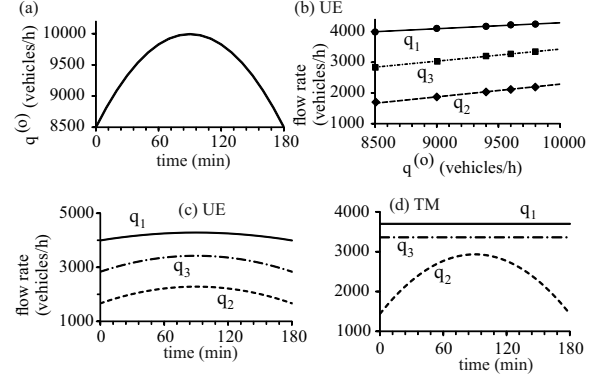 (a)
q (o) (vehicles/h)
10000
9500
9000
8500
0 60 120 180
time (min)
(b) UE
flow rate
(vehicles/h)
4000
3000
2000
1000
q1
q3
q2
8500 9000 9400 10000
q(o) (vehicles/h)
(c) UE
flow rate
(vehicles/h)
5000
3000
1000
q1
q3
q2
0 60 120 180
time (min)
(d) TM
4000
3000
2000
1000
q1
q3
q2
0 60 120 180
time (min)